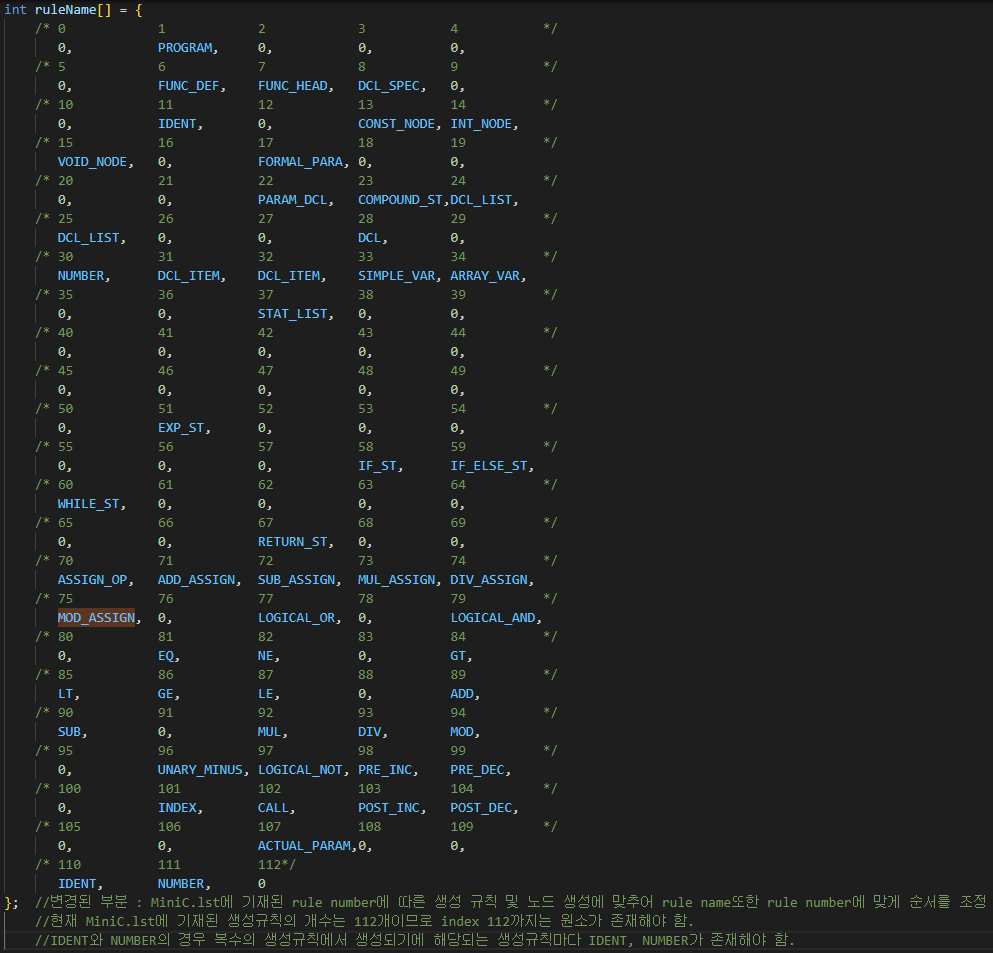 int ruleName[] = {
/* 0 1 2 3 4 */
0, PROGRAM, 0, 0, 0,
/* 5 6 7 8 9 */
0, FUNC_DEF, FUNC_HEAD, DCL_SPEC, 0,
/* 10 11 12 13 14 */
0, IDENT, 0, CONST_NODE, INT_NODE,
/* 15 16 17 18 19 */
VOID_NODE, 0, FORMAL_PARA, 0, 0,
/* 20 21 22 23 24 */
0, 0, PARAM_DCL, COMPOUND_ST,DCL_LIST,
/* 25 26 27 28 29 */
DCL_LIST, 0, 0, DCL, 0,
/* 30 31 32 33 34 */
NUMBER, DCL_ITEM, DCL_ITEM, SIMPLE_VAR, ARRAY_VAR,
/* 35 36 37 38 39 */
0, 0, STAT_LIST, 0, 0,
/* 40 41 42 43 44 */
0, 0, 0, 0, 0,
/* 45 46 47 48 49 */
0, 0, 0, 0, 0,
/* 50 51 52 53 54 */
0, EXP_ST, 0, 0, 0,
/* 55 56 57 58 59 */
0, 0, 0, IF_ST, IF_ELSE_ST,
/* 60 61 62 63 64 */
WHILE_ST, 0, 0, 0, 0,
/* 65 66 67 68 69 */
0, 0, RETURN_ST, 0, 0,
/* 70 71 72 73 74 */
ASSIGN_OP, ADD_ASSIGN, SUB_ASSIGN, MUL_ASSIGN, DIV_ASSIGN,
/* 75 76 77 78 79 */
MOD_ASSIGN, 0, LOGICAL_OR, 0, LOGICAL_AND,
/* 80 81 82 83 84 */
0, EQ, NE, 0, GT,
/* 85 86 87 88 89 */
LT, GE, LE, 0, ADD,
/* 90 91 92 93 94 */
SUB, 0, MUL, DIV, MOD,
/* 95 96 97 98 99 */
0, UNARY_MINUS, LOGICAL_NOT, PRE_INC, PRE_DEC,
/* 100 101 102 103 104 */
0, INDEX, CALL, POST_INC, POST_DEC,
/* 105 106 107 108 109 */
0, 0, ACTUAL_PARAM,0, 0,
/* 110 111 112*/
IDENT, NUMBER, 0
}; //변경된 부분 : MiniC.lst에 기재된 rule number에 따른 생성 규칙 및 노드 생성에 맞추어 rule name또한 rule number에 맞게 순서를 조정
//현재 MiniC.lst에 기재된 생성규칙의 개수는 112개이므로 index 112까지는 원소가 존재해야 함.
//IDENT와 NUMBER의 경우 복수의 생성규칙에서 생성되기에 해당되는 생성규칙마다 IDENT, NUMBER가 존재해야 함.